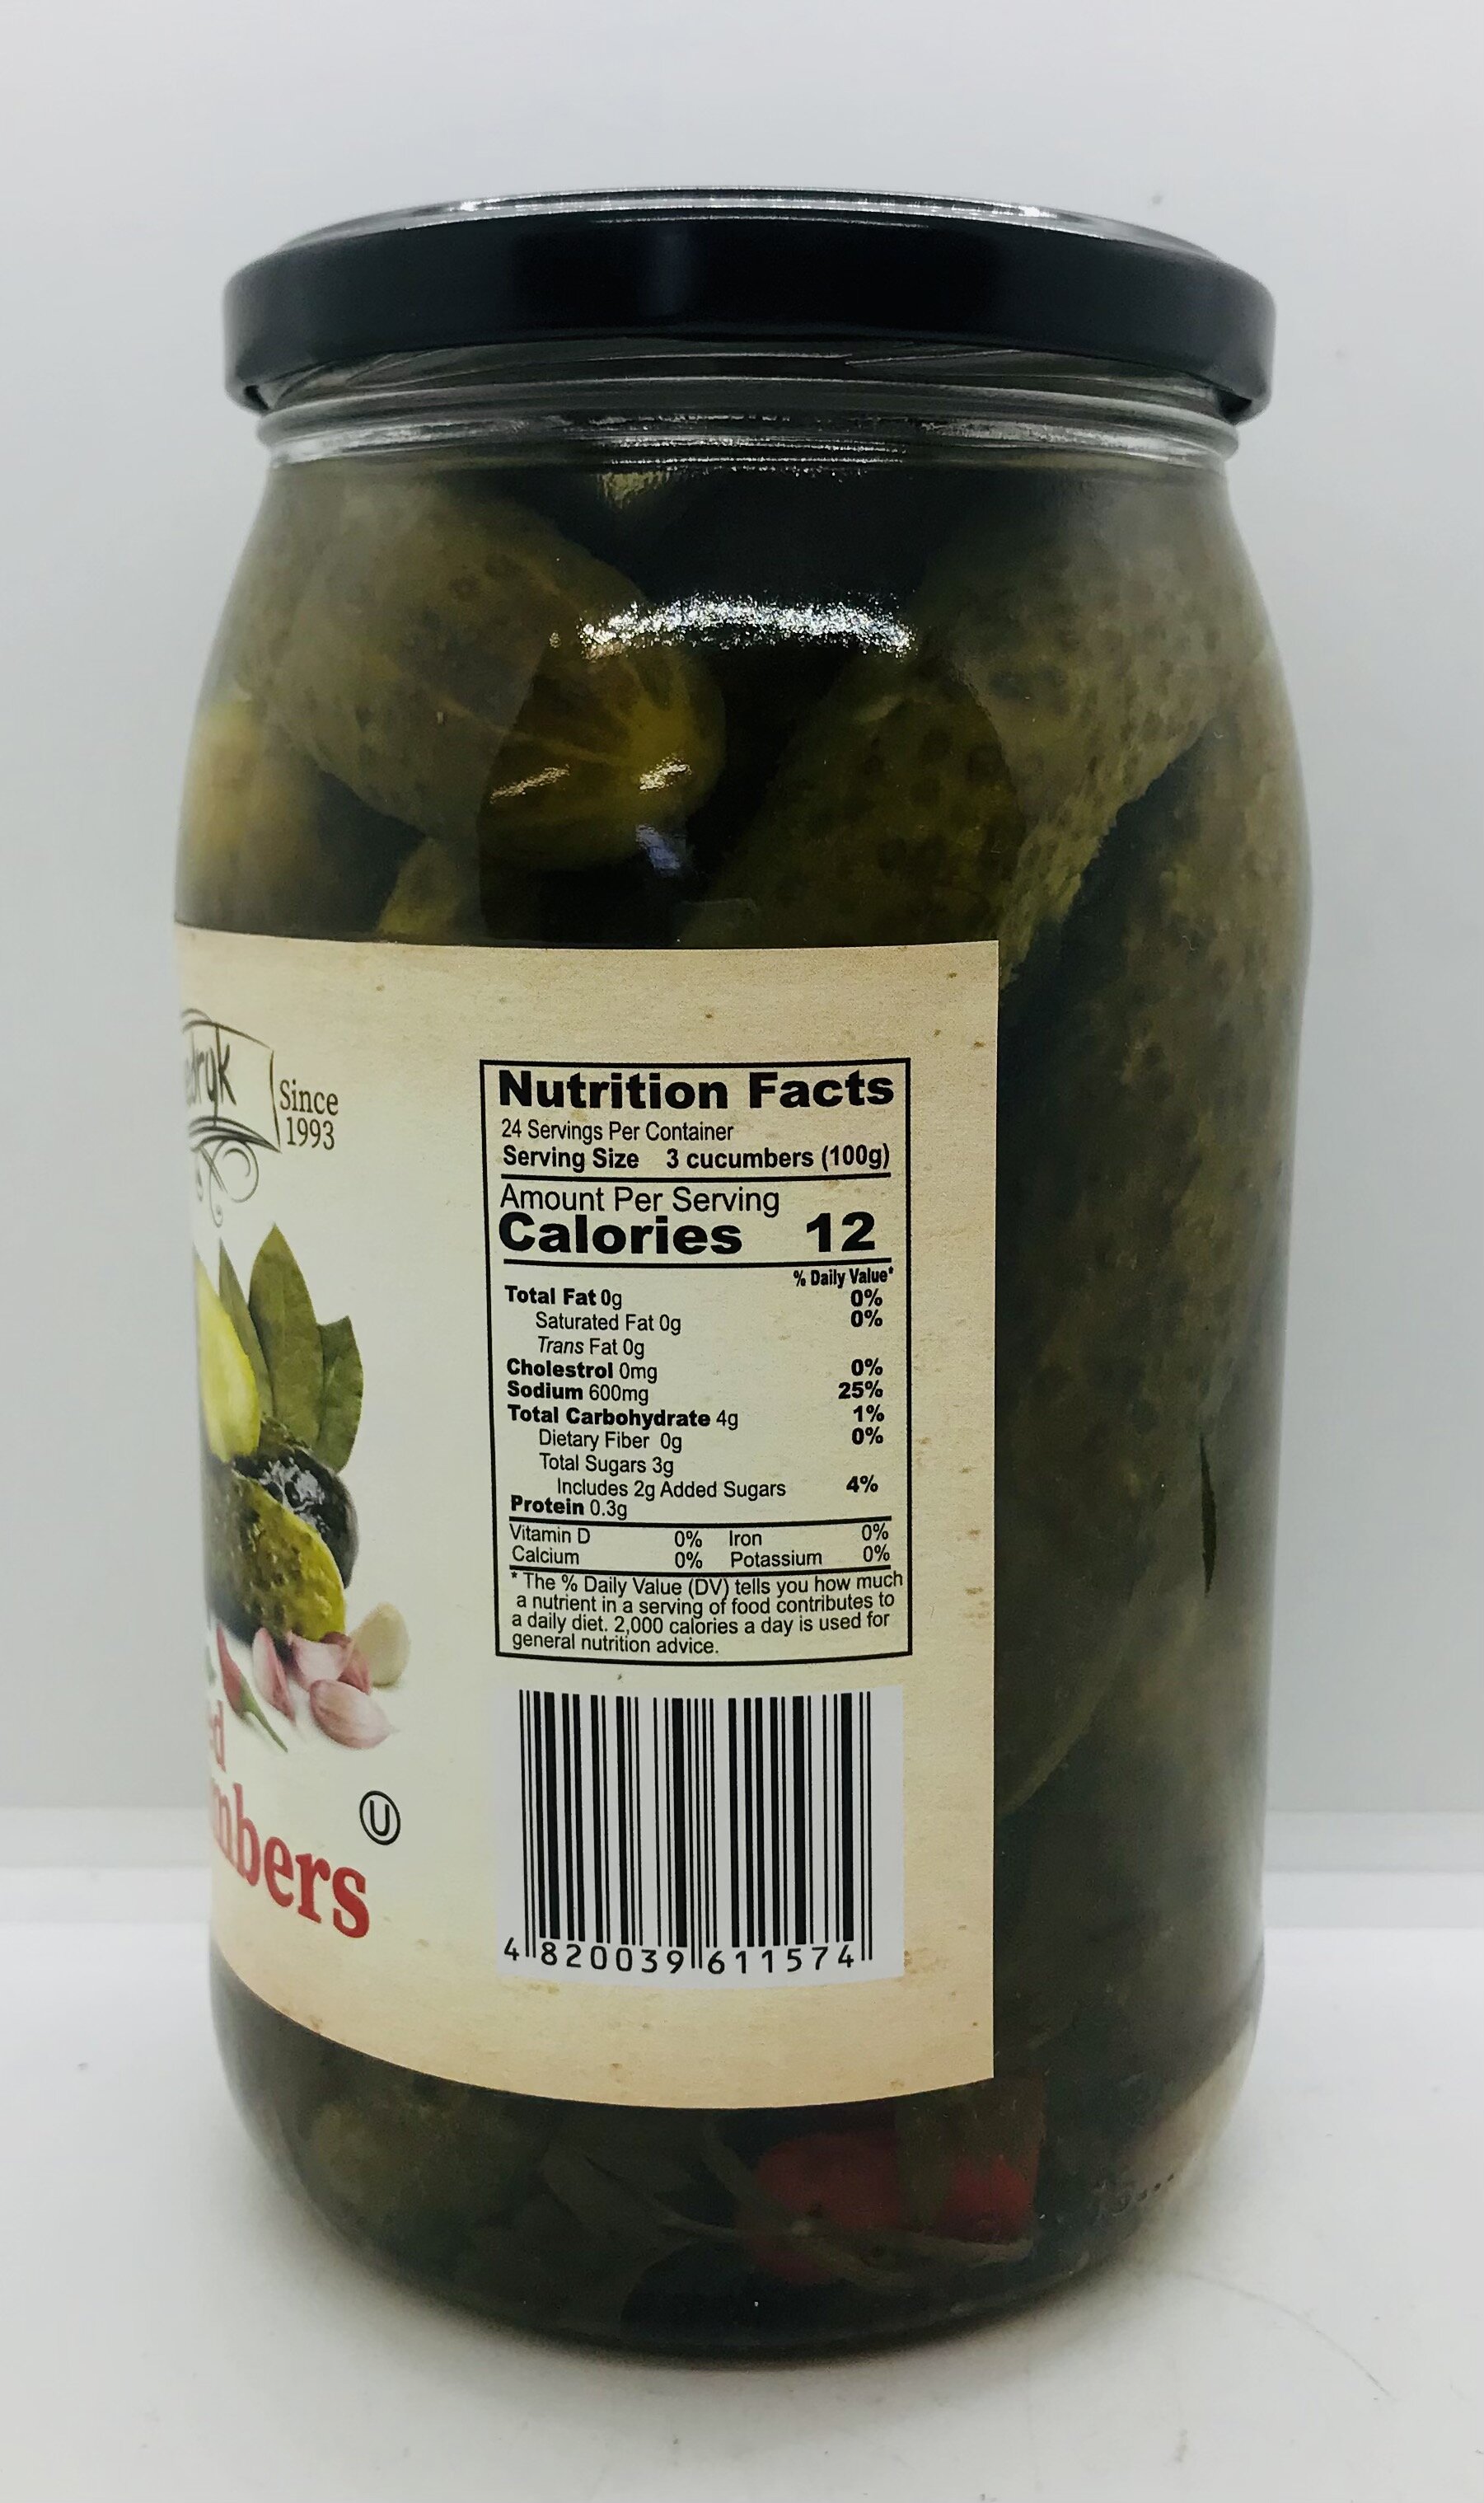 Since
1993
Nutrition Facts
24 Servings Per Container
Serving Size 3 cucumbers (100g)
Amount Per Serving
Calories 12
% Daily Value*
Total Fat 0g 0%
Saturated Fat 0g 0%
Trans Fat 0g
Cholestrol 0mg 0%
Sodium 600mg 25%
Total Carbohydrate 4g 1%
Dietary Fiber 0g 0%
Total Sugars 3g
Includes 2g Added Sugars 4%
Protein 0.3g
Vitamin D 0% Iron 0%
Calcium 0% Potassium 0%
* The % Daily Value (DV) tells you how much
a nutrient in a serving of food contributes to
a daily diet. 2,000 calories a day is used for
general nutrition advice.
U
mbers
4 820039 611574